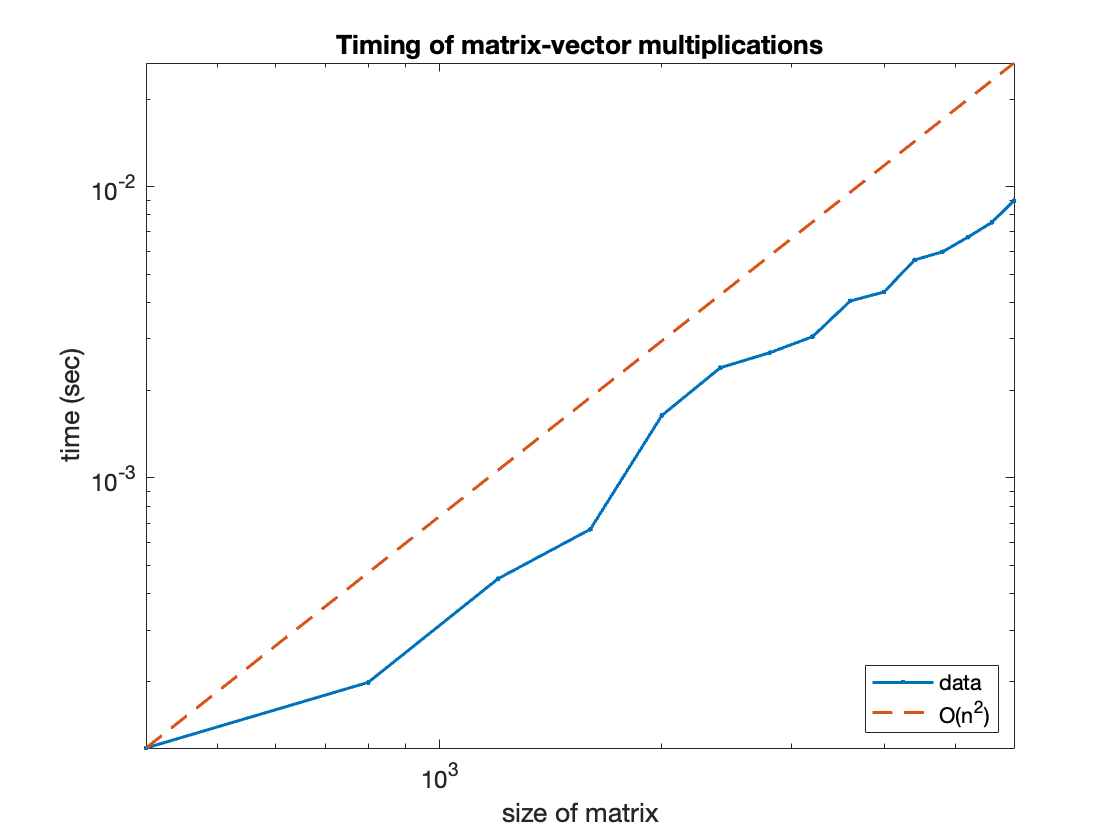 Timing of matrix-vector multiplications
10^-2
10^-3
time (sec)
10^3
size of matrix
data
O(n^2)